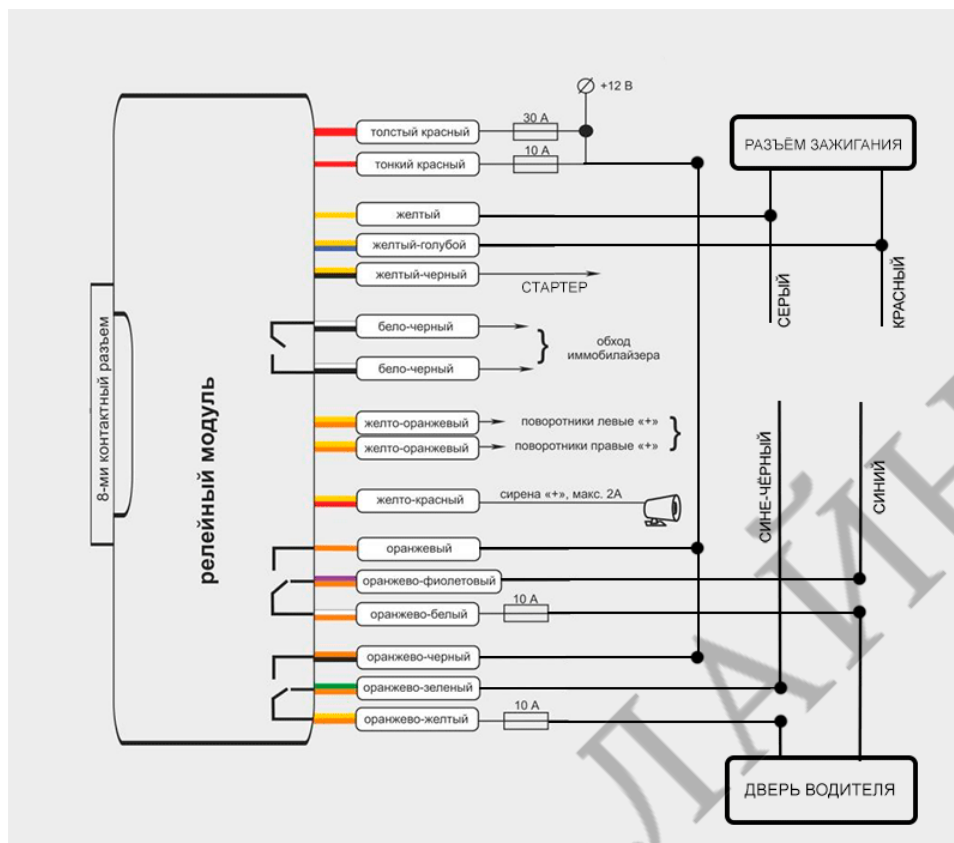 +12 В
толстый красный
30 А
тонкий красный
10 А
РАЗЪЁМ ЗАЖИГАНИЯ
желтый
желтый-голубой
желтый-черный
СТАРТЕР
СЕРЫЙ
КРАСНЫЙ
бело-черный
бело-черный
обход
иммобилайзера
8-ми контактный разъем
релейный модуль
желто-оранжевый
поворотники левые «+»
желто-оранжевый
поворотники правые «+»
желто-красный
сирена «+», макс. 2А
СИНЕ-ЧЁРНЫЙ
СИНИЙ
оранжевый
оранжево-фиолетовый
оранжево-белый
10 А
оранжево-черный
оранжево-зеленый
оранжево-желтый
10 А
ДВЕРЬ ВОДИТЕЛЯ